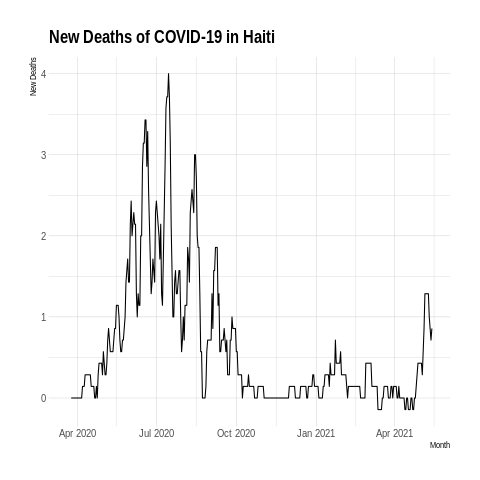 New Deaths of COVID-19 in Haiti
New Deaths
4
3
2
1
0
Apr 2020 Jul 2020 Oct 2020 Jan 2021 Apr 2021
Month